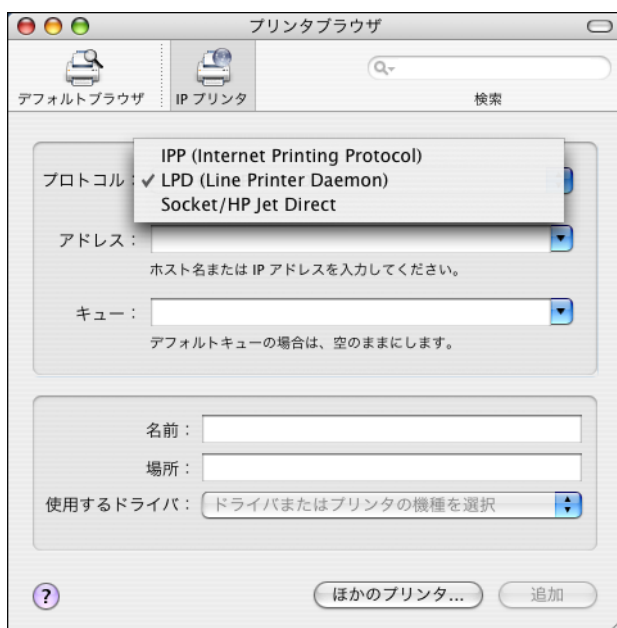 プリンタブラウザ
デフォルトブラウザ
IP プリンタ
検索
プロトコル：
IPP (Internet Printing Protocol)
✓ LPD (Line Printer Daemon)
Socket/HP Jet Direct
アドレス：
ホスト名または IP アドレスを入力してください。
キュー：
デフォルトキューの場合は、空のままにします。
名前：
場所：
使用するドライバ： ドライバまたはプリンタの機種を選択
?
ほかのプリンタ...
追加